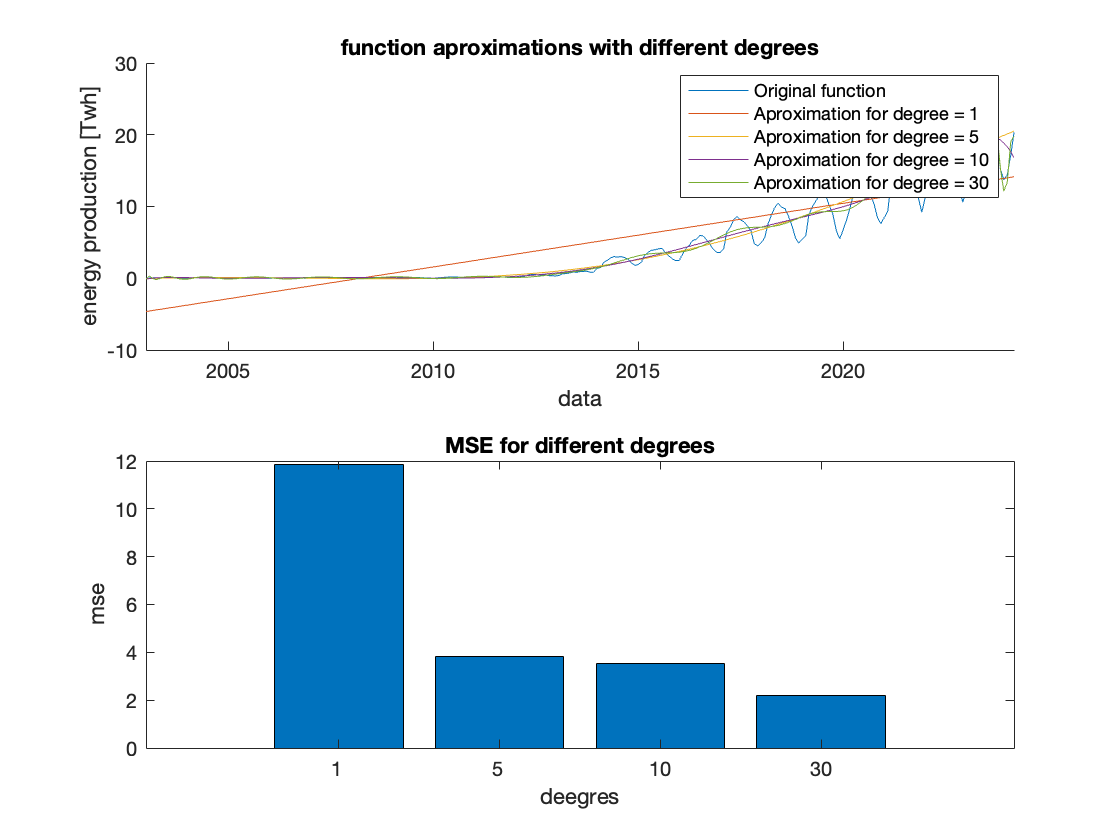 function aproximations with different degrees
30
20
10
0
-10
energy production [Twh]
Original function
Aproximation for degree = 1
Aproximation for degree = 5
Aproximation for degree = 10
Aproximation for degree = 30
2005
2010
2015
2020
data
MSE for different degrees
12
10
8
6
4
2
0
mse
1
5
10
30
deegres